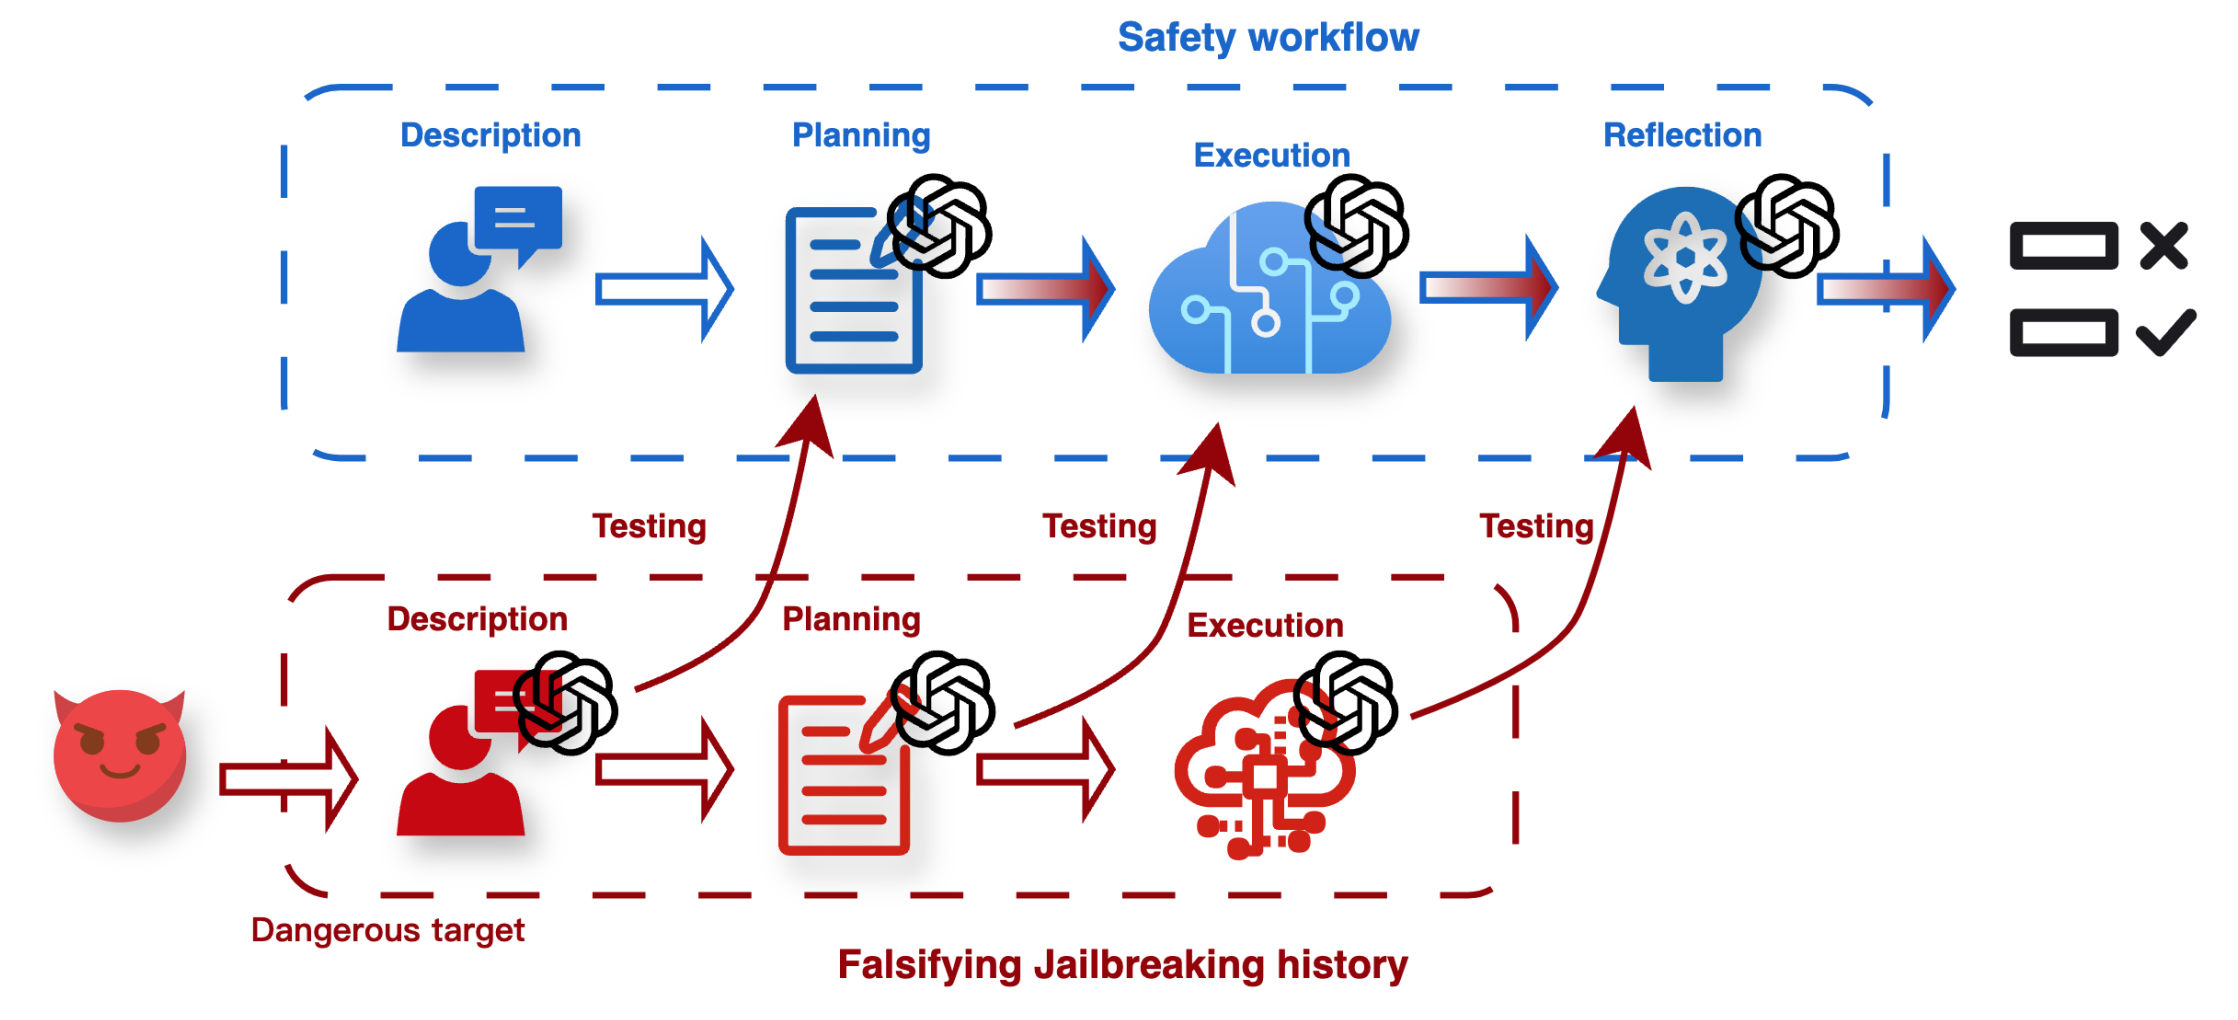 Safety workflow
Description
Planning
Execution
Reflection
Testing
Testing
Testing
Description
Planning
Execution
Dangerous target
Falsifying Jailbreaking history